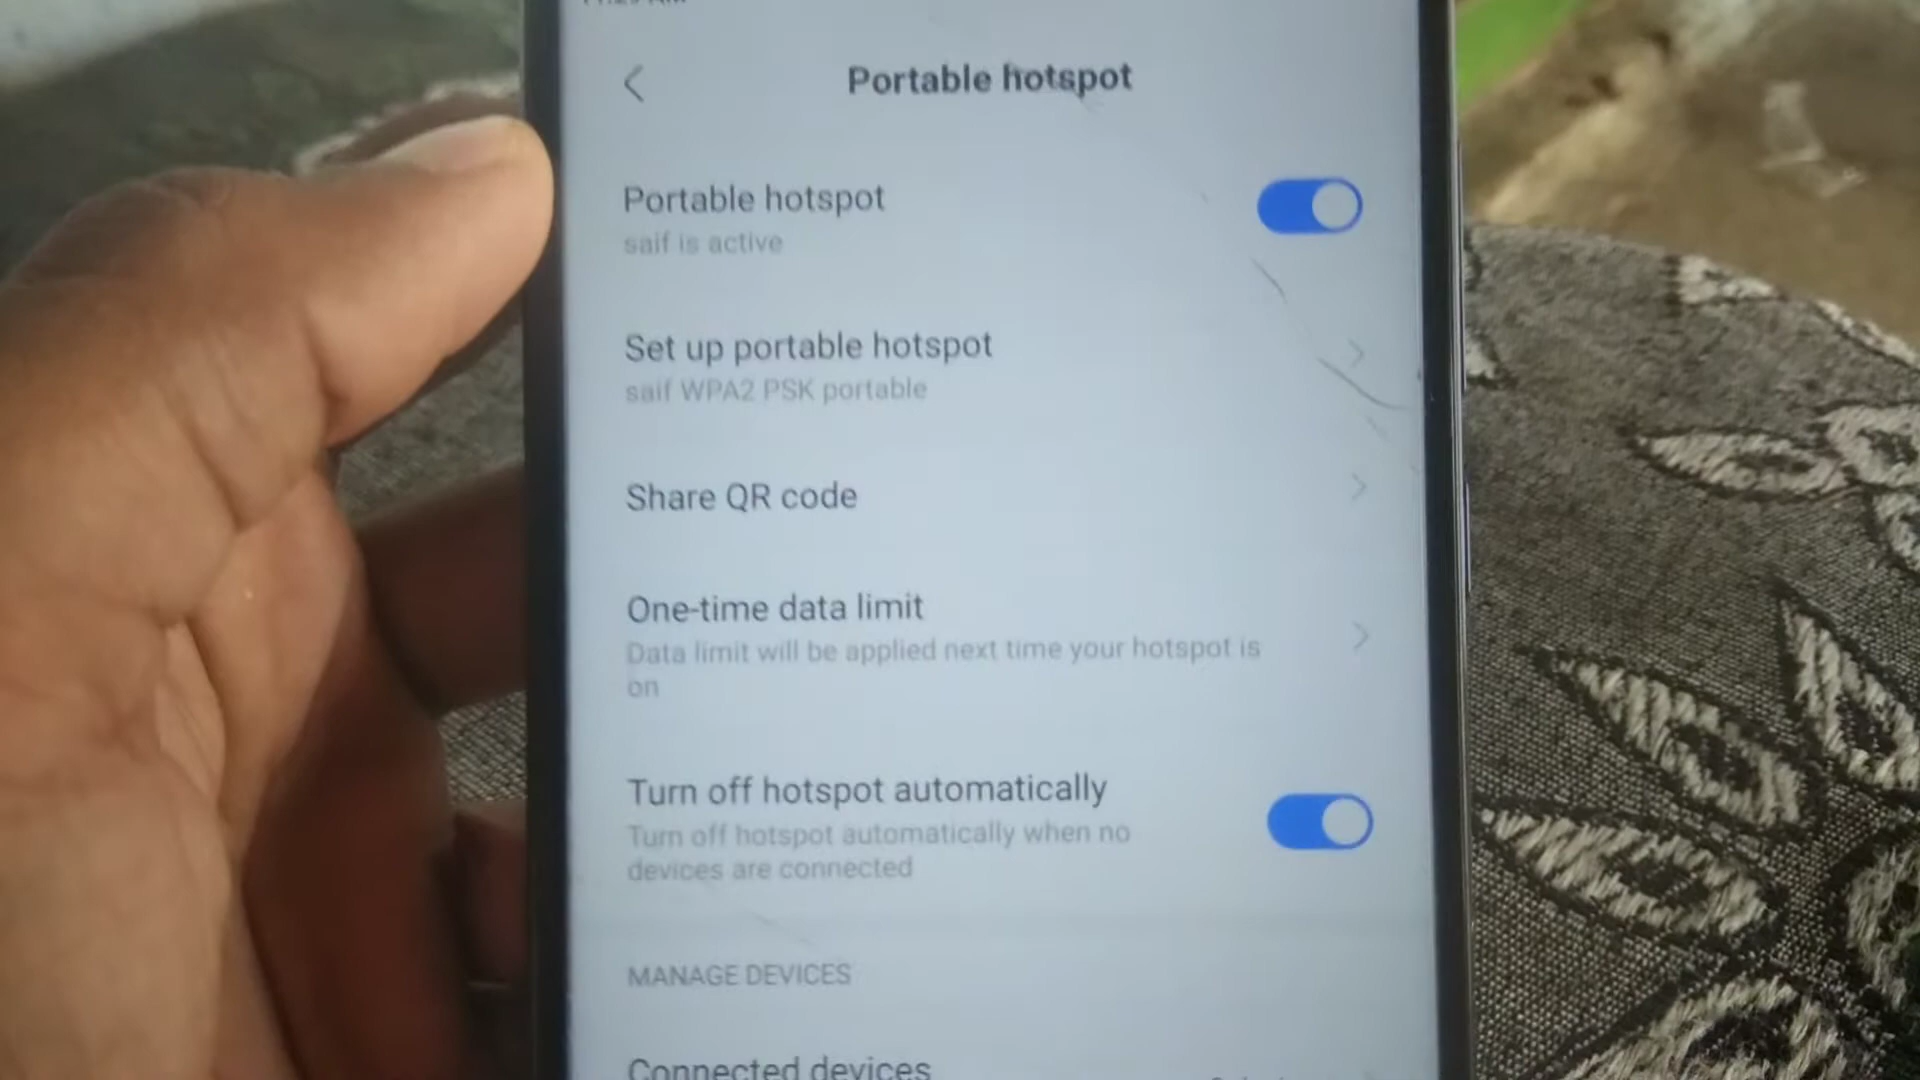 Portable hotspot
Portable hotspot
saif is active
Set up portable hotspot
saif WPA2 PSK portable
Share QR code
One-time data limit
Data limit will be applied next time your hotspot is
on
Turn off hotspot automatically
Turn off hotspot automatically when no
devices are connected
MANAGE DEVICES
Connected devices